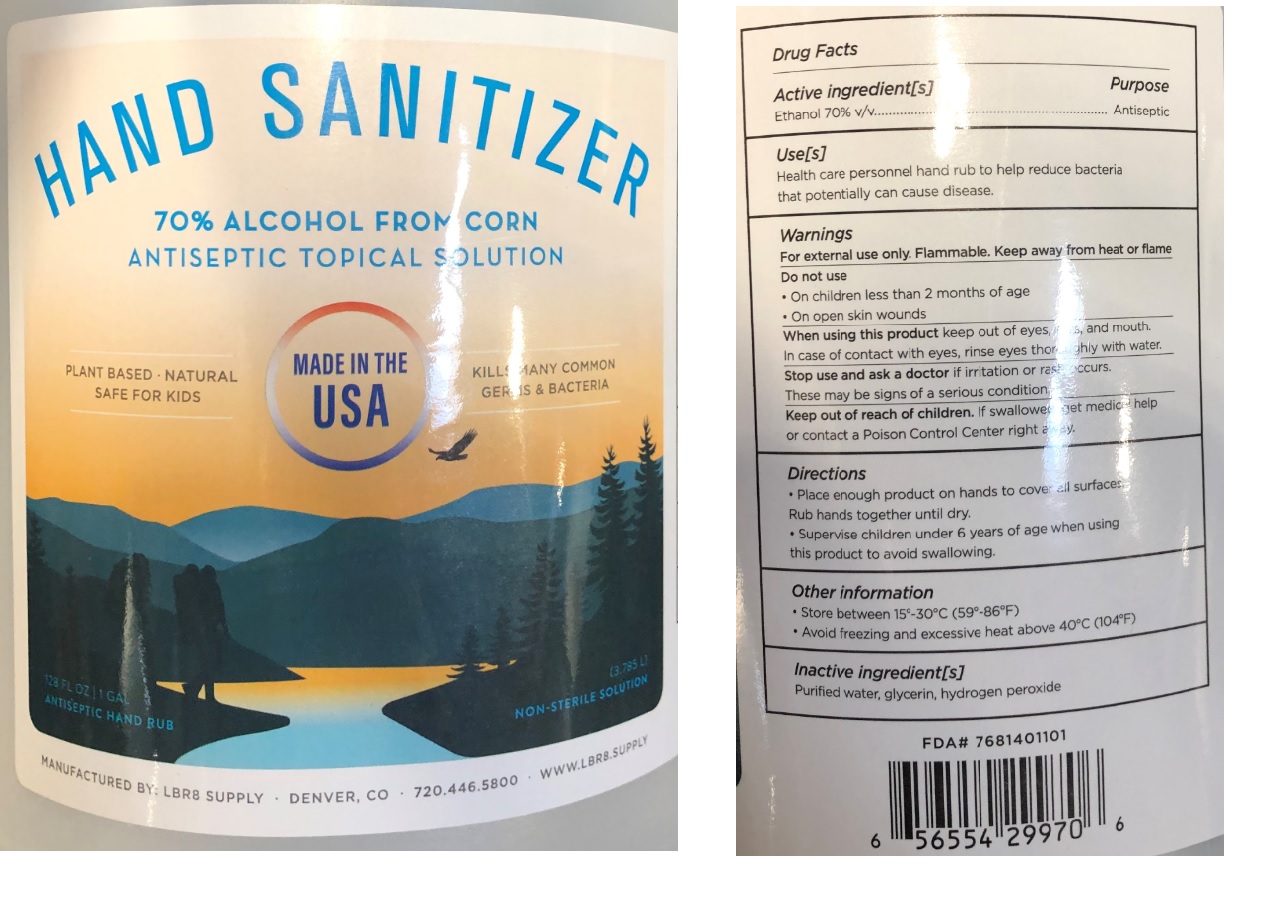 HAND SANITIZER
70% ALCOHOL FROM CORN
ANTISEPTIC TOPICAL SOLUTION
PLANT BASED · NATURAL
SAFE FOR KIDS
MADE IN THE
USA
KILLS MANY COMMON
GERMS & BACTERIA
128 FL OZ | 1 GAL
ANTISEPTIC HAND RUB
(3.785 L)
NON-STERILE SOLUTION
MANUFACTURED BY: LBR8 SUPPLY · DENVER, CO · 720.446.5800 · WWW.LBR8.SUPPLY
Drug Facts
Active ingredient[s] Purpose
Ethanol 70% v/v........................................................ Antiseptic
Use[s]
Health care personnel hand rub to help reduce bacteria
that potentially can cause disease.
Warnings
For external use only. Flammable. Keep away from heat or flame
Do not use
• On children less than 2 months of age
• On open skin wounds
When using this product keep out of eyes, and mouth.
In case of contact with eyes, rinse eyes thoroughly with water.
Stop use and ask a doctor if irritation or rash occurs.
These may be signs of a serious condition.
Keep out of reach of children. If swallowed, get medical help
or contact a Poison Control Center right away.
Directions
• Place enough product on hands to cover all surfaces.
Rub hands together until dry.
• Supervise children under 6 years of age when using
this product to avoid swallowing.
Other information
• Store between 15°-30°C (59°-86°F)
• Avoid freezing and excessive heat above 40°C (104°F)
Inactive ingredient[s]
Purified water, glycerin, hydrogen peroxide
FDA# 7681401101
6 56554 29970 6